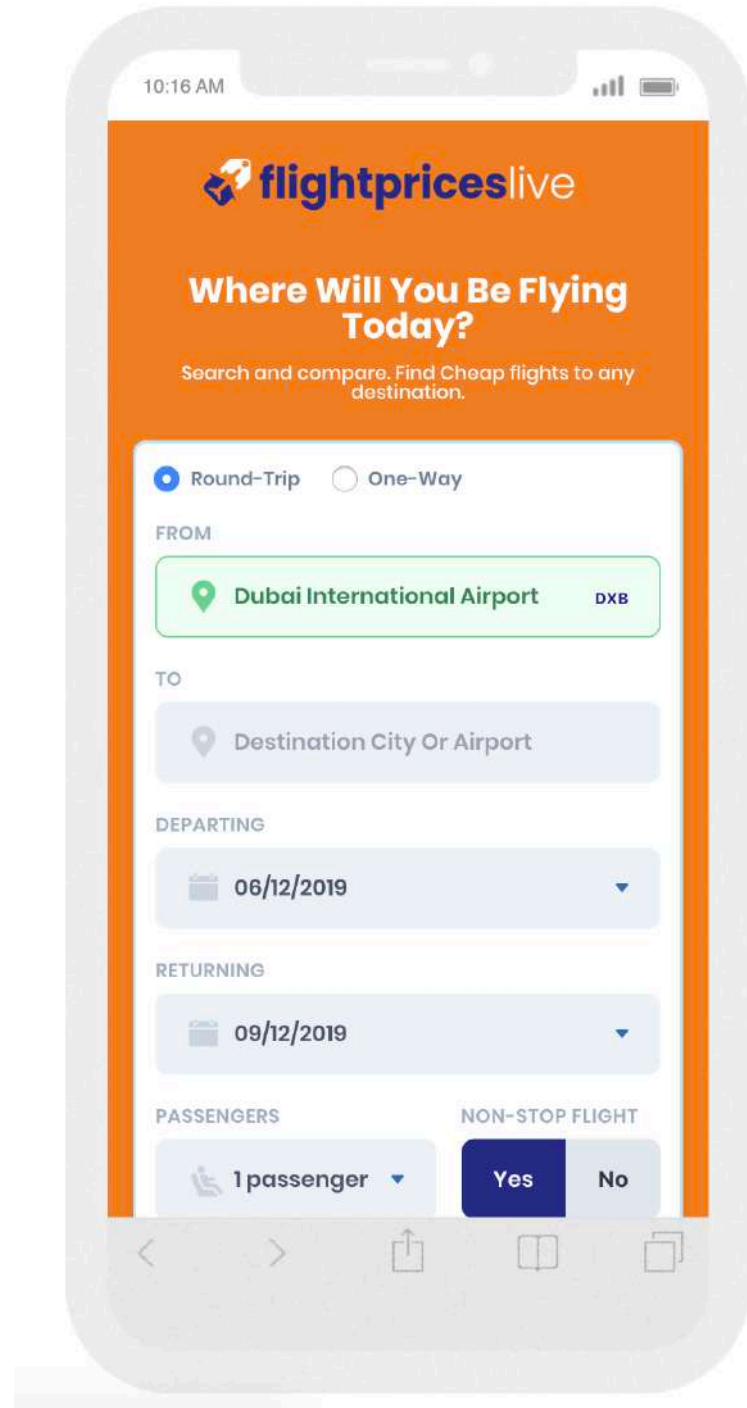 10:16 AM
flightpriceslive
Where Will You Be Flying
Today?
Search and compare. Find Cheap flights to any
destination.
Round-Trip One-Way
FROM
Dubai International Airport DXB
TO
Destination City Or Airport
DEPARTING
06/12/2019
RETURNING
09/12/2019
PASSENGERS NON-STOP FLIGHT
1 passenger Yes No